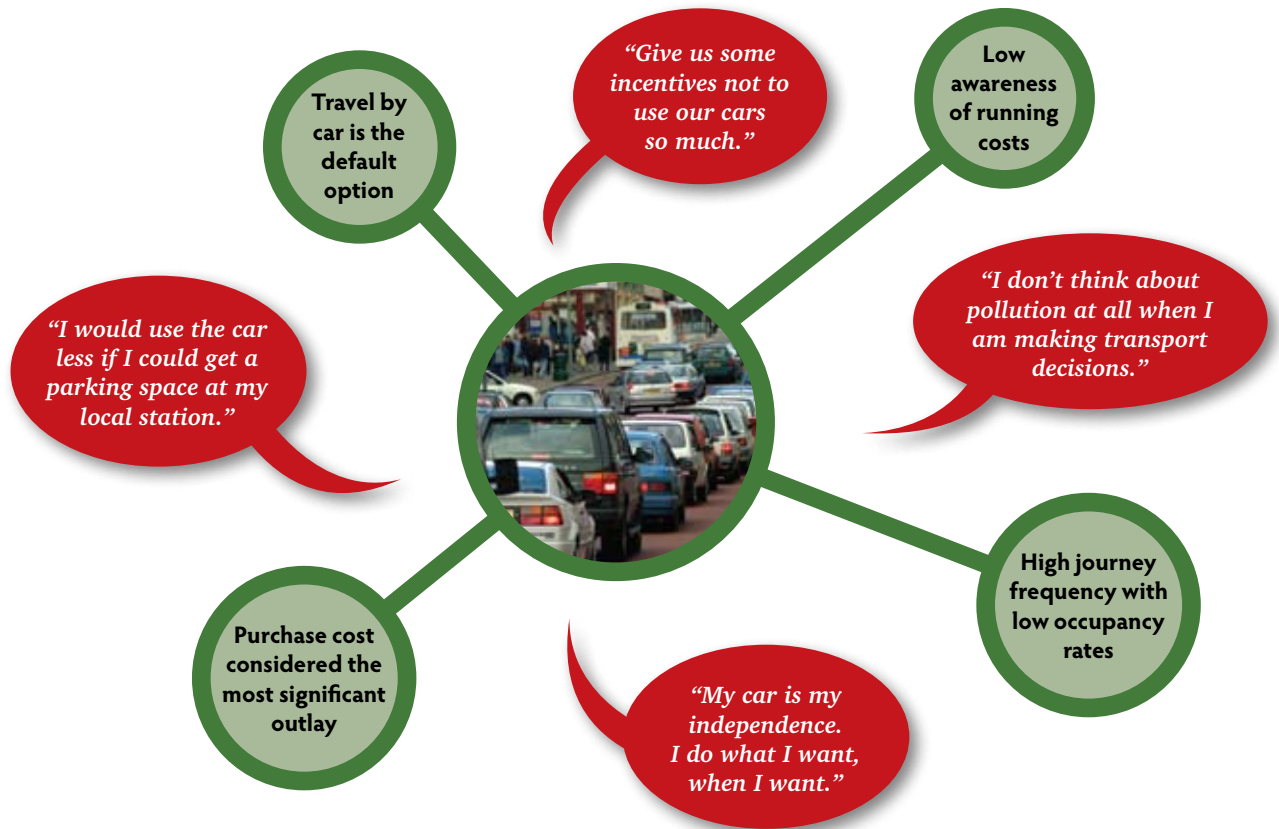 Travel by
car is the
default
option
“Give us some
incentives not to
use our cars
so much.”
Low
awareness
of running
costs
“I would use the car
less if I could get a
parking space at my
local station.”
“I don’t think about
pollution at all when I
am making transport
decisions.”
Purchase cost
considered the
most significant
outlay
“My car is my
independence.
I do what I want,
when I want.”
High journey
frequency with
low occupancy
rates